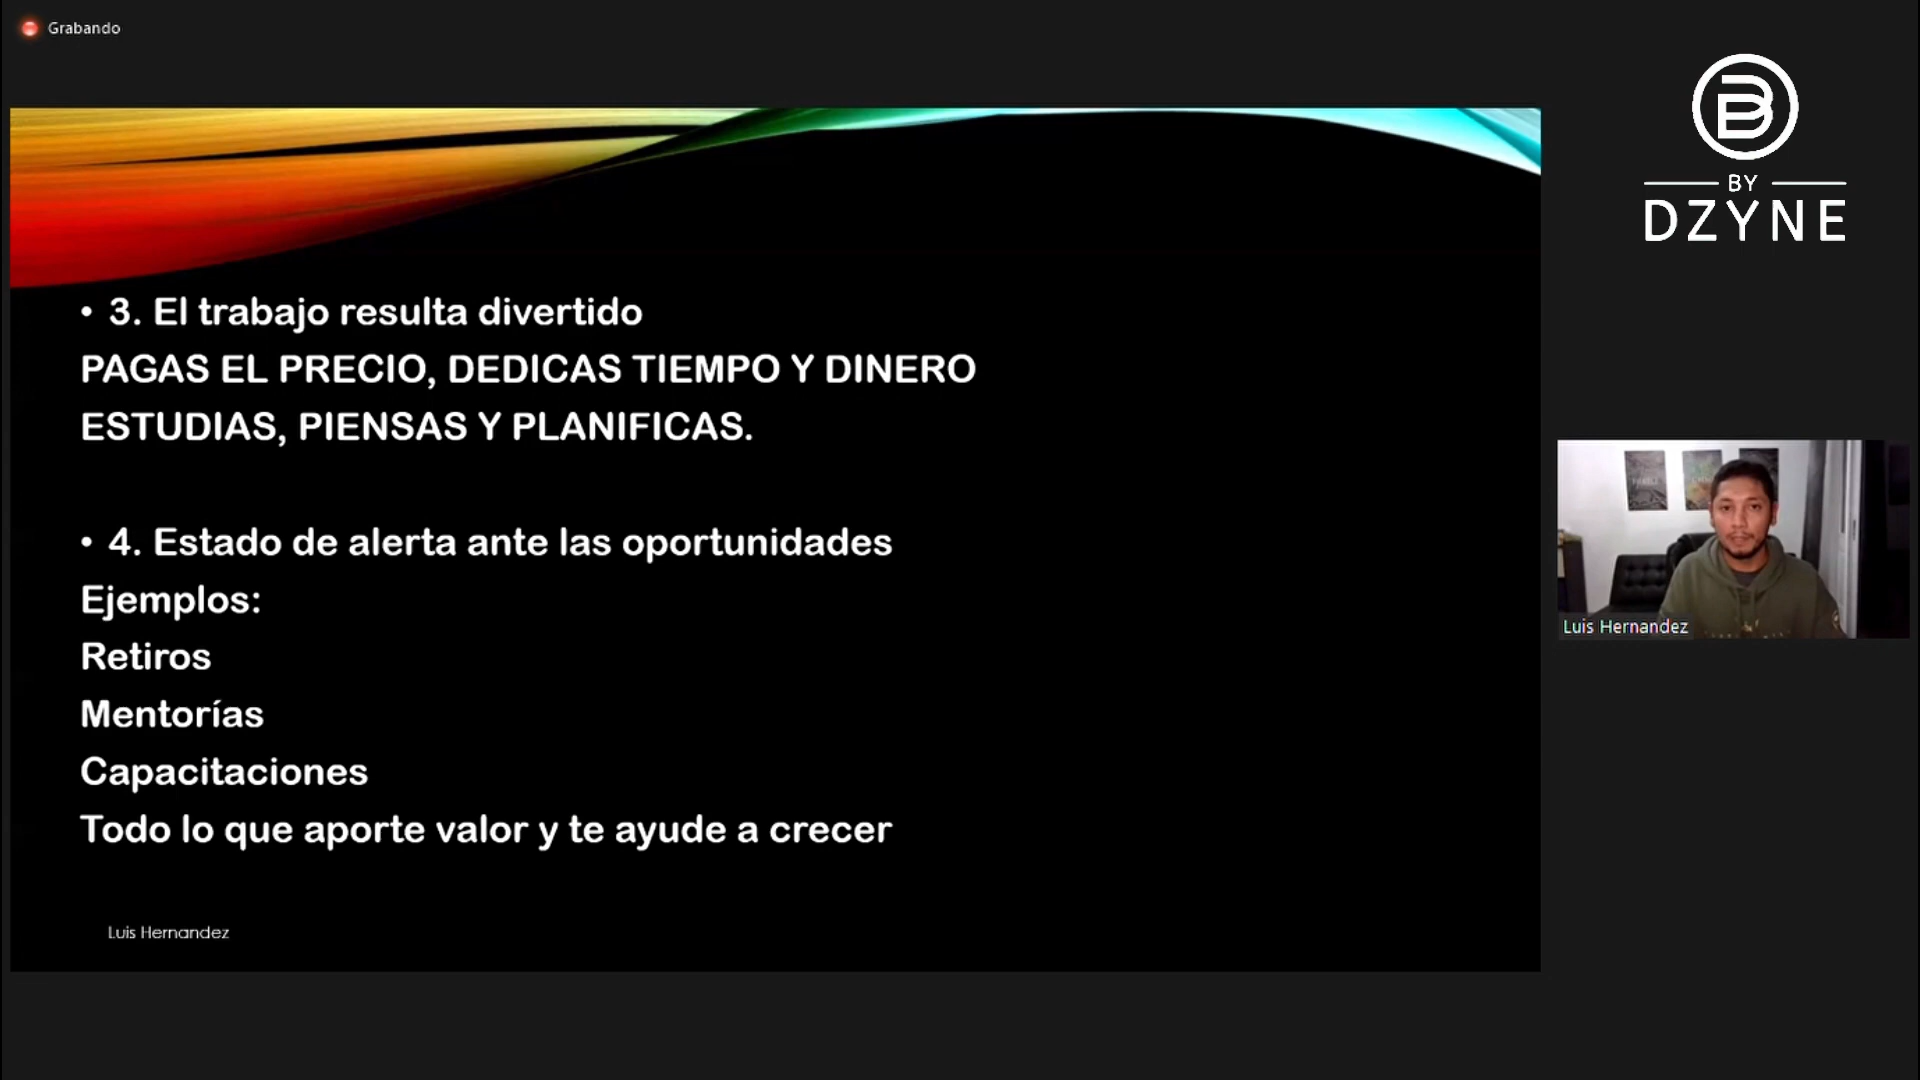 Grabando
B
BY
DZYNE
• 3. El trabajo resulta divertido
PAGAS EL PRECIO, DEDICAS TIEMPO Y DINERO
ESTUDIAS, PIENSAS Y PLANIFICAS.
• 4. Estado de alerta ante las oportunidades
Ejemplos:
Retiros
Mentorías
Capacitaciones
Todo lo que aporte valor y te ayude a crecer
Luis Hernandez
Luis Hernandez